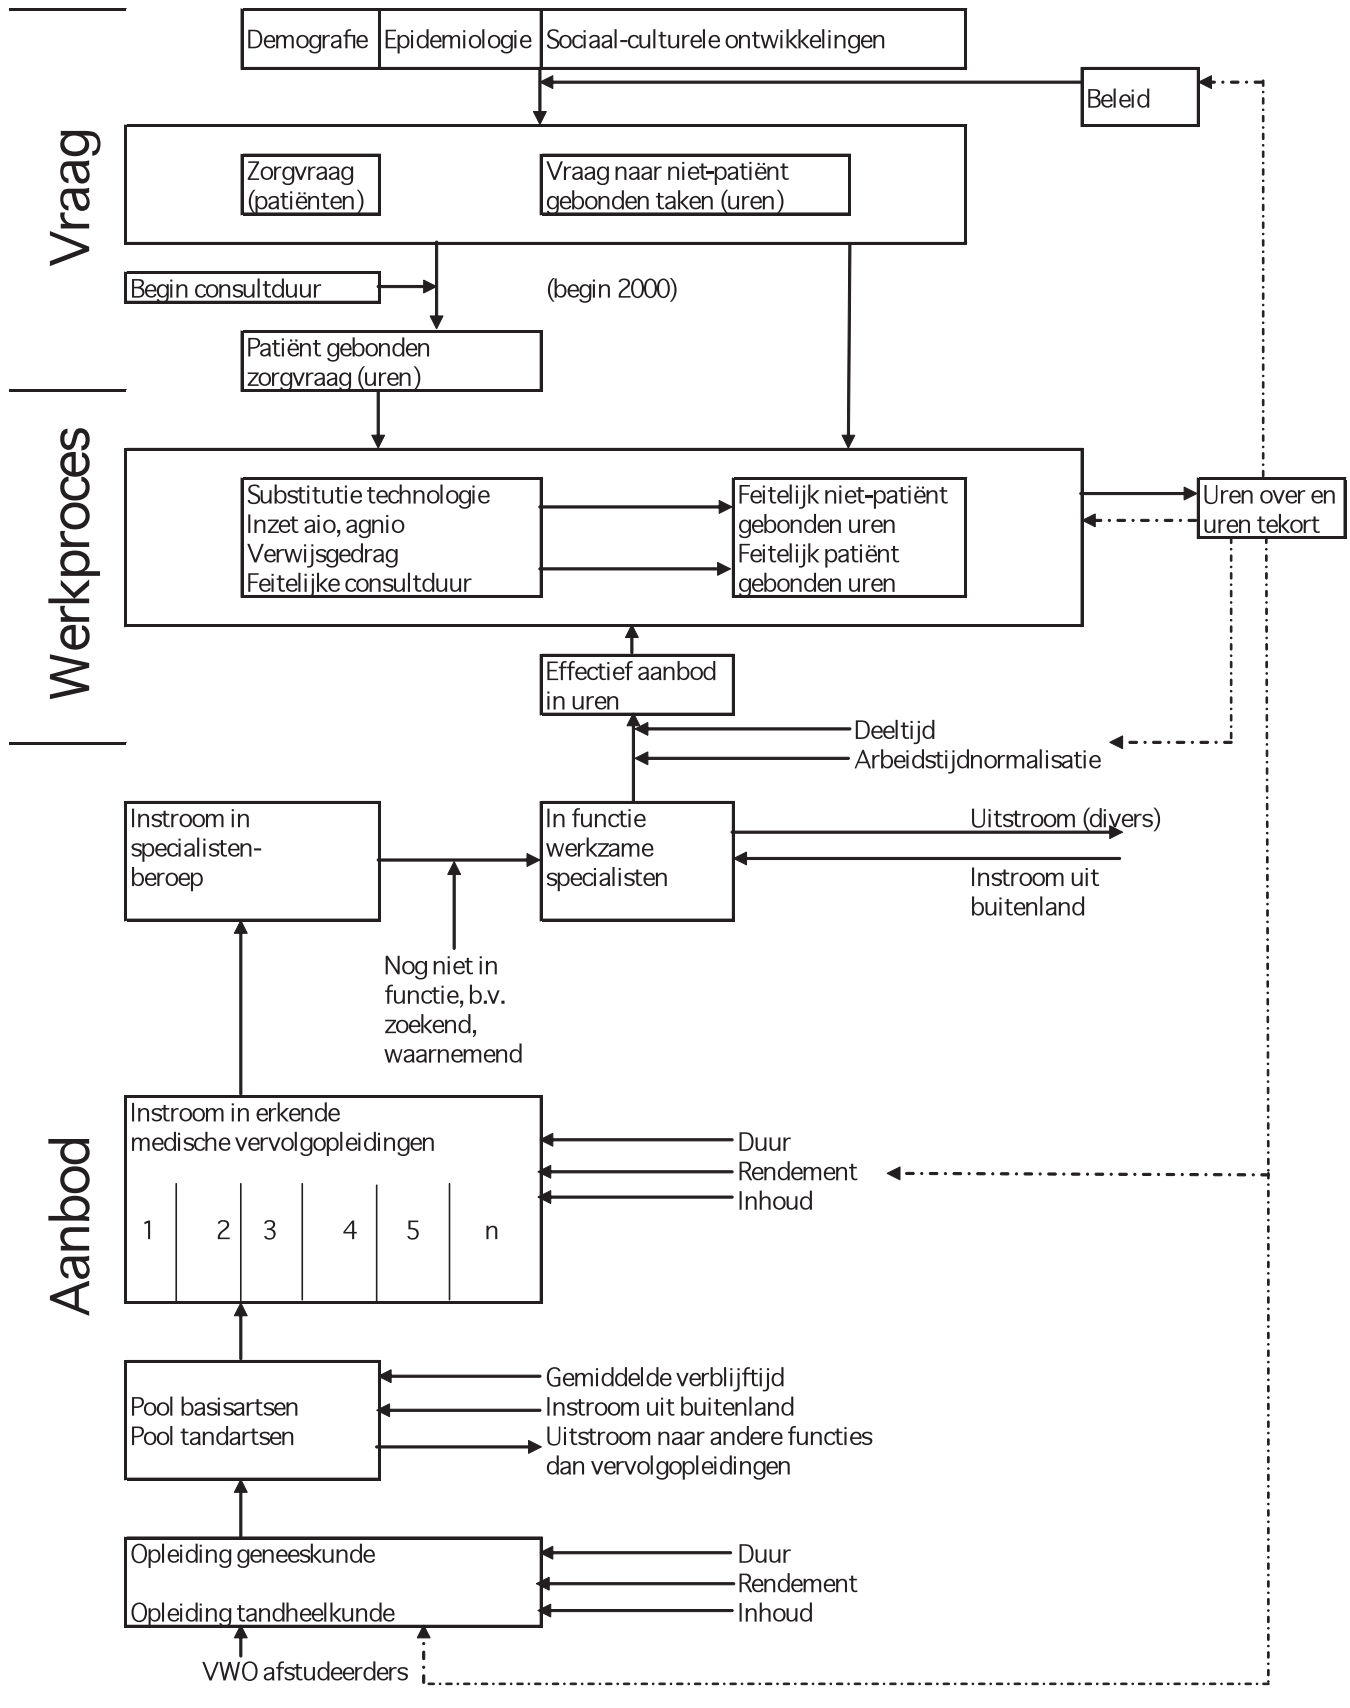 Demografie
Epidemiologie
Sociaal-culturele ontwikkelingen
Beleid
Vraag
Zorgvraag
(patiënten)
Vraag naar niet-patiënt
gebonden taken (uren)
Begin consultduur
(begin 2000)
Patiënt gebonden
zorgvraag (uren)
Werkproces
Substitutie technologie
Inzet aio, agnio
Verwijsgedrag
Feitelijke consultduur
Feitelijk niet-patiënt
gebonden uren
Feitelijk patiënt
gebonden uren
Uren over en
uren tekort
Effectief aanbod
in uren
Deeltijd
Arbeidstijdnormalisatie
Aanbod
Instroom in
specialisten-
beroep
In functie
werkzame
specialisten
Uitstroom (divers)
Instroom uit
buitenland
Nog niet in
functie, b.v.
zoekend,
waarnemend
Instroom in erkende
medische vervolgopleidingen
1 2 3 4 5 n
Duur
Rendement
Inhoud
Pool basisartsen
Pool tandartsen
Gemiddelde verblijftijd
Instroom uit buitenland
Uitstroom naar andere functies
dan vervolgopleidingen
Opleiding geneeskunde
Opleiding tandheelkunde
Duur
Rendement
Inhoud
VWO afstudeerders